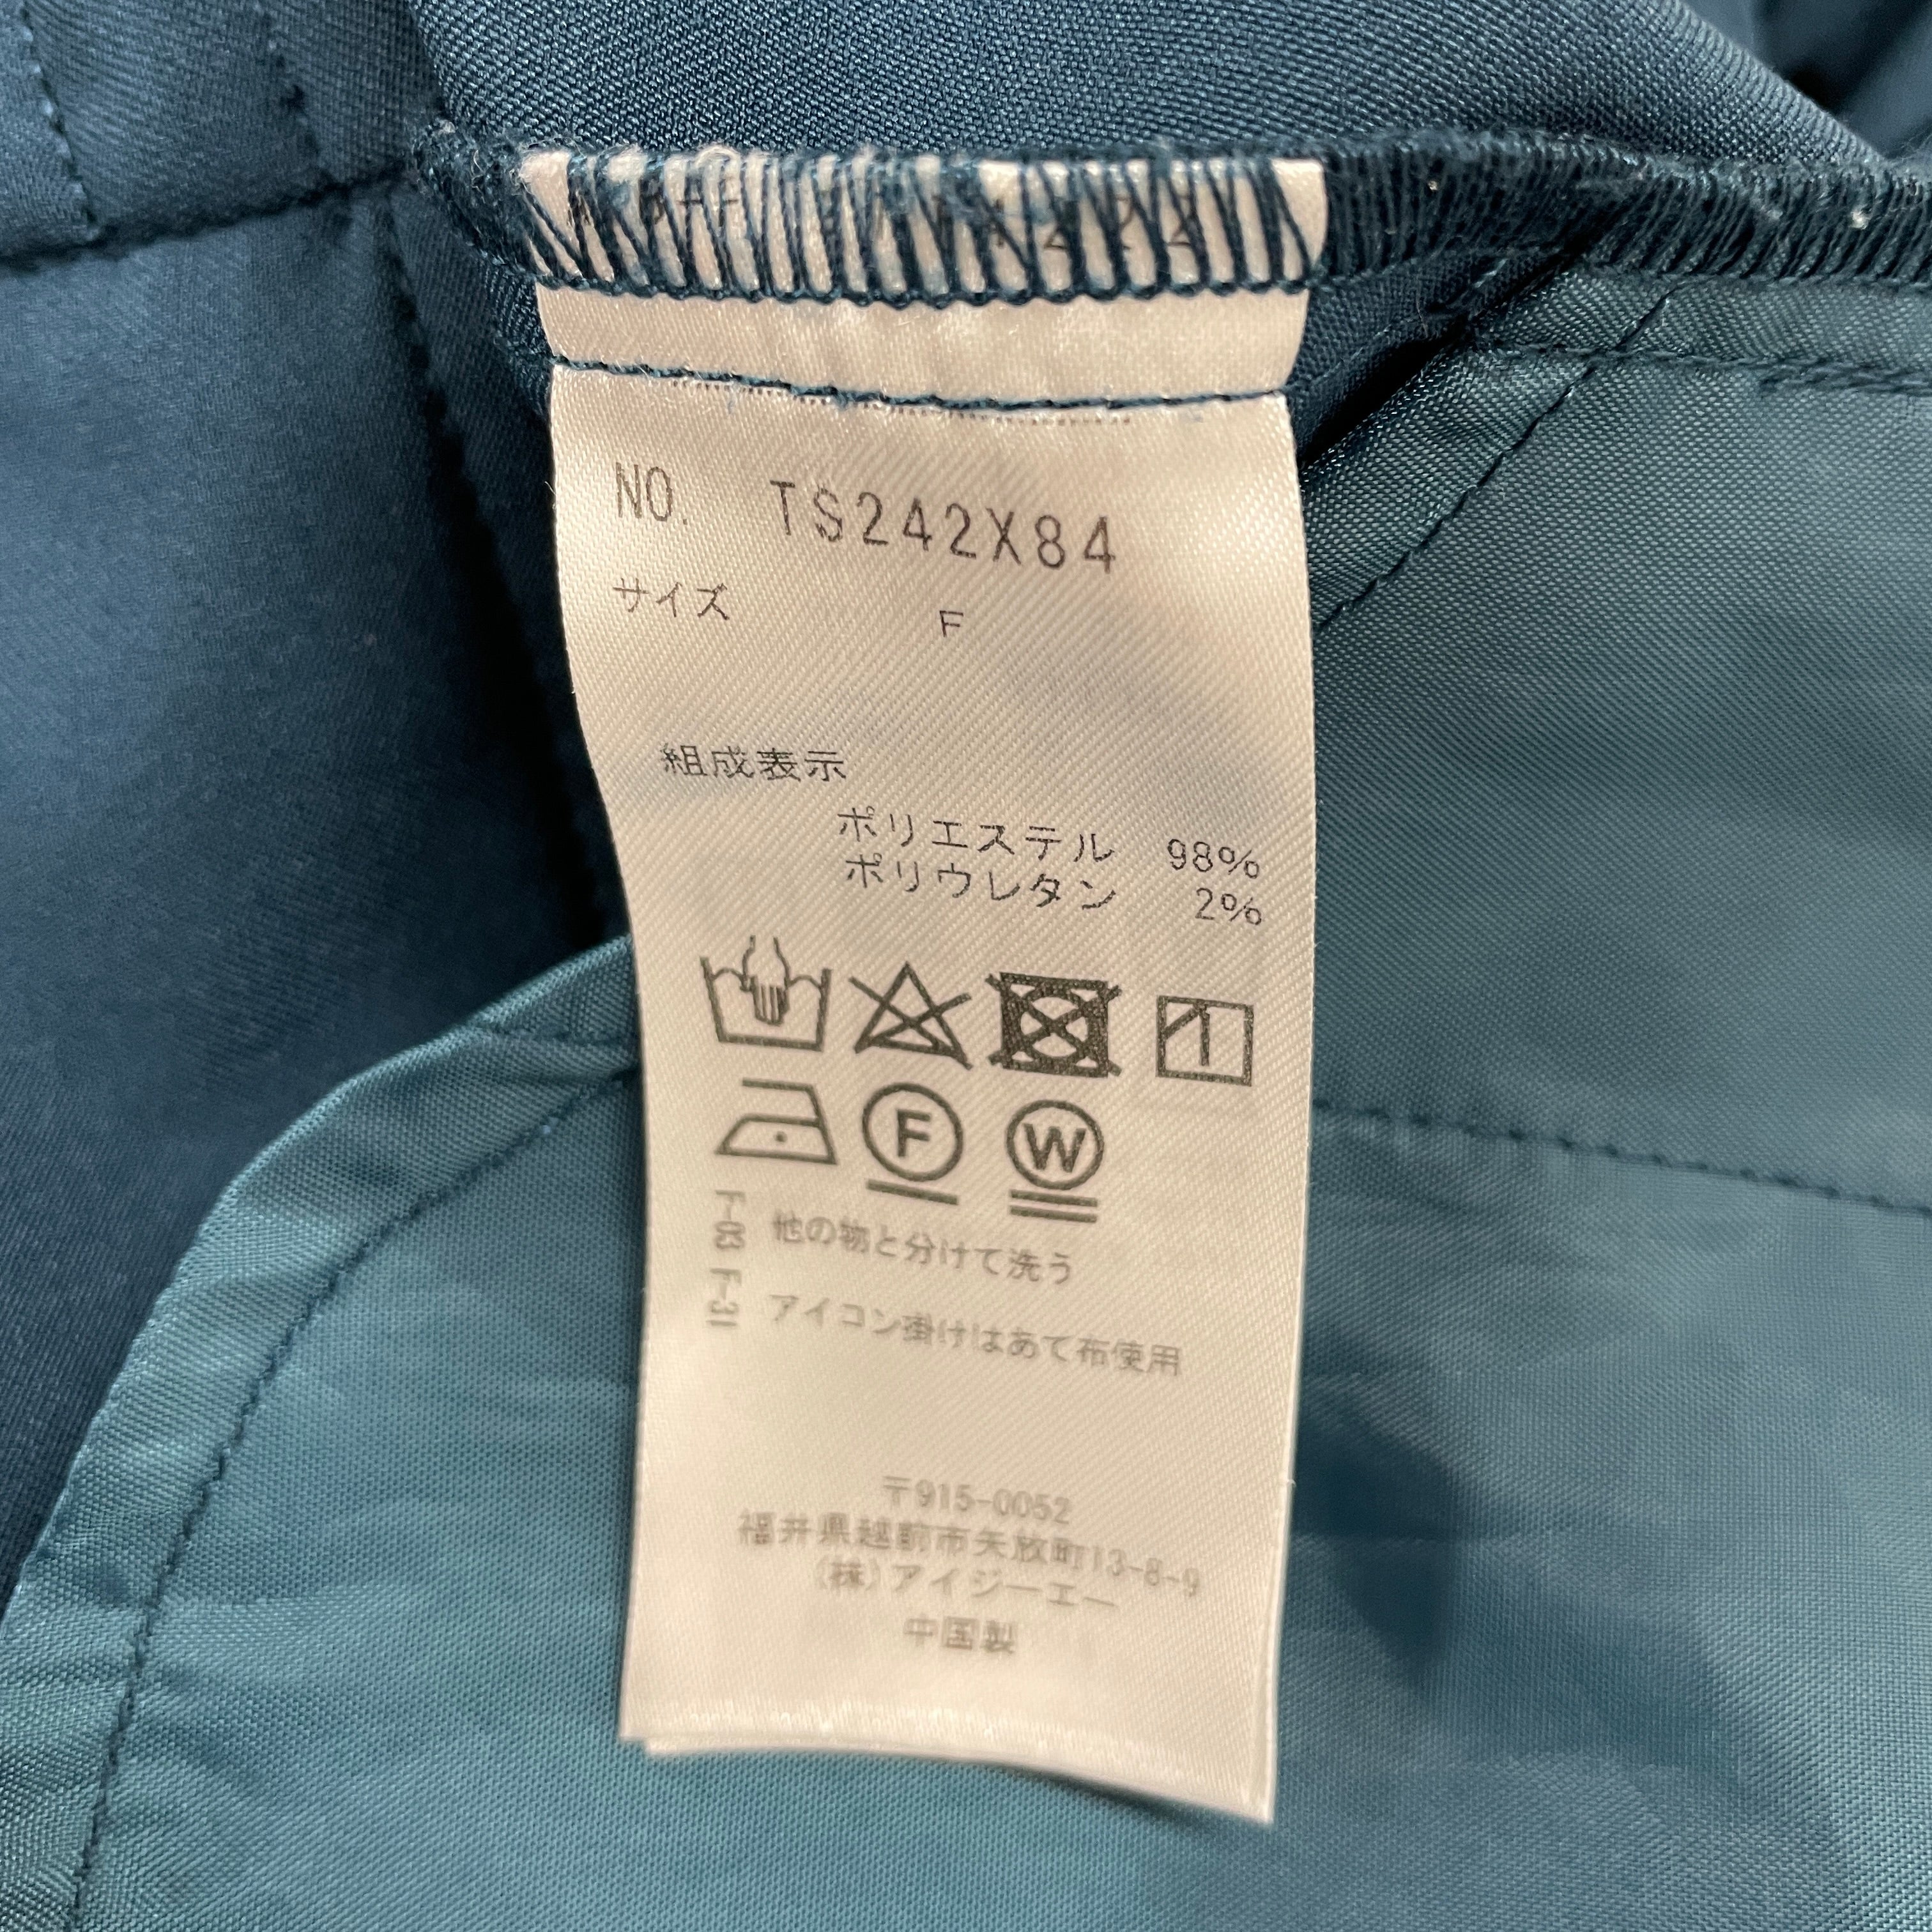 NO. TS242X84
サイズ F
組成表示
ポリエステル 98%
ポリウレタン 2%
F
W
他の物と分けて洗う
アイコン掛けはあて布使用
〒915-0052
福井県越前市矢放町13-8-9
(株)アイジーエー
中国製